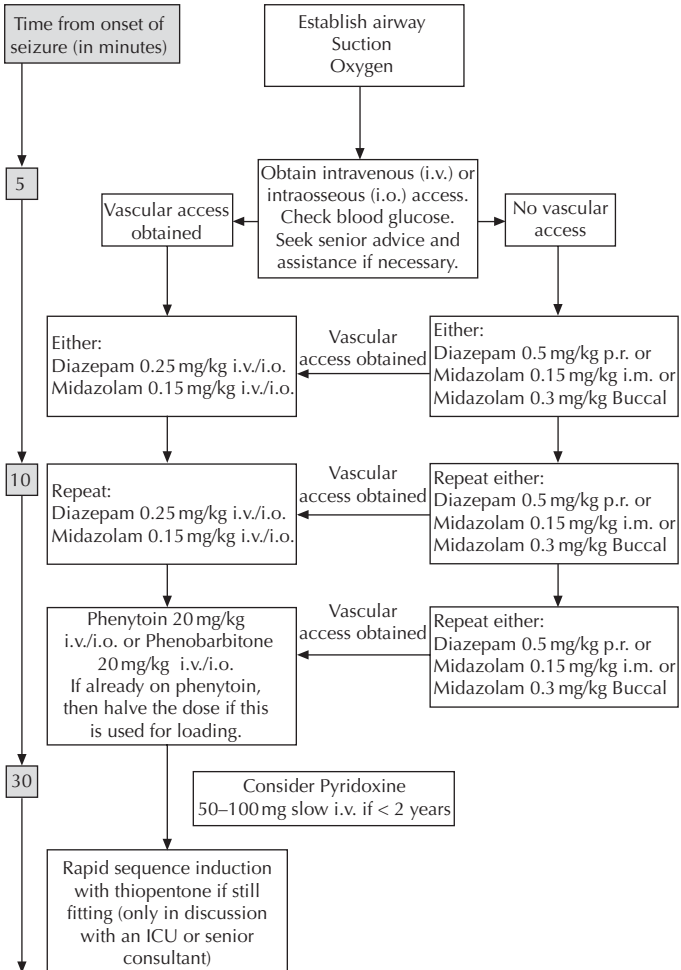 Time from onset of
seizure (in minutes)
Establish airway
Suction
Oxygen
5
Obtain intravenous (i.v.) or
intraosseous (i.o.) access.
Check blood glucose.
Seek senior advice and
assistance if necessary.
Vascular access
obtained
No vascular
access
Either:
Diazepam 0.25 mg/kg i.v./i.o.
Midazolam 0.15 mg/kg i.v./i.o.
Vascular
access obtained
Either:
Diazepam 0.5 mg/kg p.r. or
Midazolam 0.15 mg/kg i.m. or
Midazolam 0.3 mg/kg Buccal
10
Repeat:
Diazepam 0.25 mg/kg i.v./i.o.
Midazolam 0.15 mg/kg i.v./i.o.
Vascular
access obtained
Repeat either:
Diazepam 0.5 mg/kg p.r. or
Midazolam 0.15 mg/kg i.m. or
Midazolam 0.3 mg/kg Buccal
Phenytoin 20 mg/kg
i.v./i.o. or Phenobarbitone
20 mg/kg i.v./i.o.
If already on phenytoin,
then halve the dose if this
is used for loading.
Vascular
access obtained
Repeat either:
Diazepam 0.5 mg/kg p.r. or
Midazolam 0.15 mg/kg i.m. or
Midazolam 0.3 mg/kg Buccal
30
Consider Pyridoxine
50–100 mg slow i.v. if < 2 years
Rapid sequence induction
with thiopentone if still
fitting (only in discussion
with an ICU or senior
consultant)